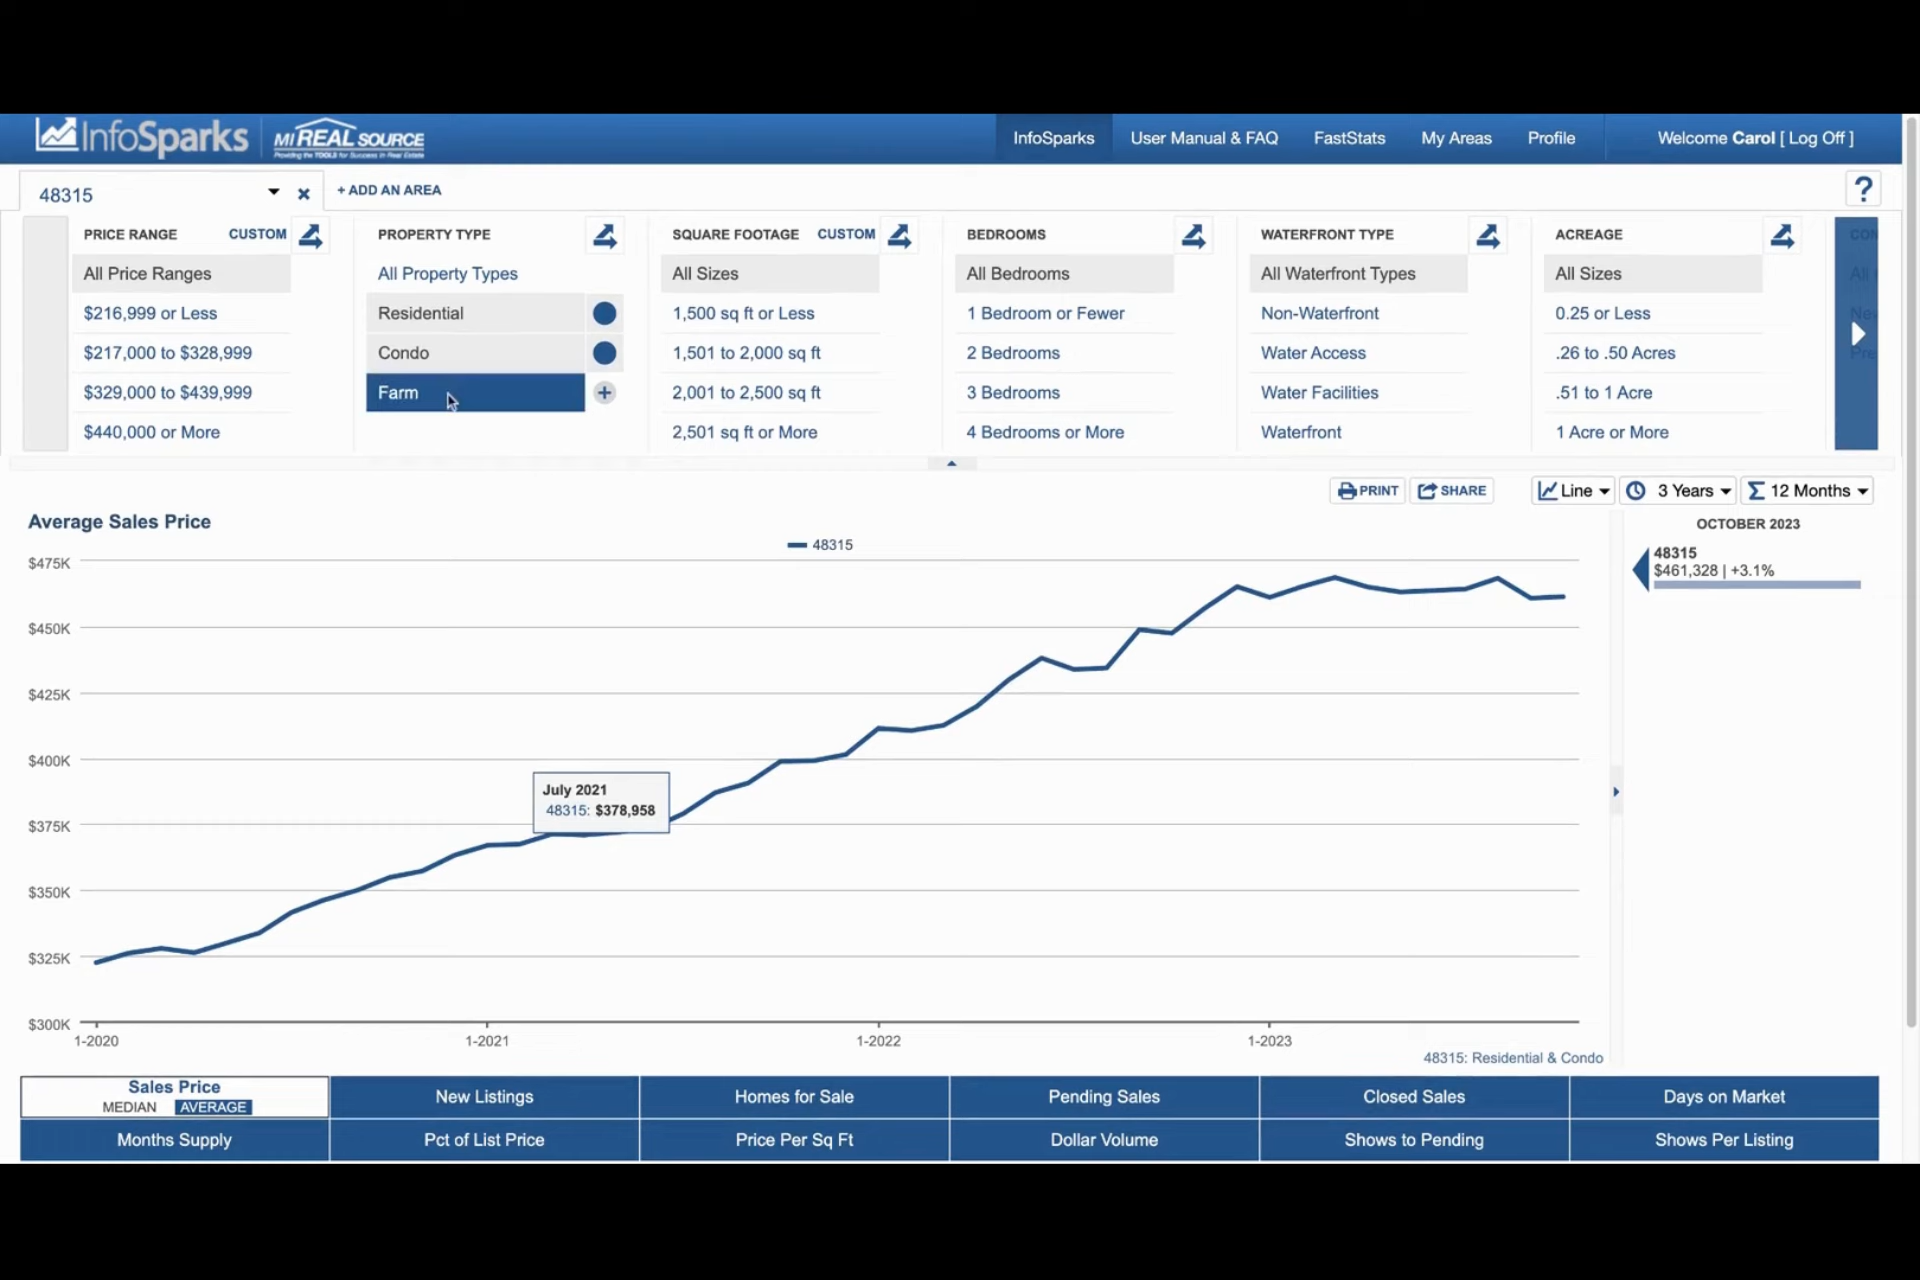 InfoSparks
MI REAL SOURCE
Providing the TOOLS for Success in Real Estate
InfoSparks
User Manual & FAQ
FastStats
My Areas
Profile
Welcome Carol [ Log Off ]
48315
+ ADD AN AREA
?
PRICE RANGE CUSTOM
All Price Ranges
$216,999 or Less
$217,000 to $328,999
$329,000 to $439,999
$440,000 or More
PROPERTY TYPE
All Property Types
Residential
Condo
Farm
SQUARE FOOTAGE CUSTOM
All Sizes
1,500 sq ft or Less
1,501 to 2,000 sq ft
2,001 to 2,500 sq ft
2,501 sq ft or More
BEDROOMS
All Bedrooms
1 Bedroom or Fewer
2 Bedrooms
3 Bedrooms
4 Bedrooms or More
WATERFRONT TYPE
All Waterfront Types
Non-Waterfront
Water Access
Water Facilities
Waterfront
ACREAGE
All Sizes
0.25 or Less
.26 to .50 Acres
.51 to 1 Acre
1 Acre or More
PRINT
SHARE
Line
3 Years
12 Months
Average Sales Price
48315
$475K
$450K
$425K
$400K
$375K
$350K
$325K
$300K
July 2021
48315: $378,958
1-2020
1-2021
1-2022
1-2023
48315: Residential & Condo
OCTOBER 2023
48315
$461,328 | +3.1%
Sales Price
MEDIAN AVERAGE
New Listings
Homes for Sale
Pending Sales
Closed Sales
Days on Market
Months Supply
Pct of List Price
Price Per Sq Ft
Dollar Volume
Shows to Pending
Shows Per Listing